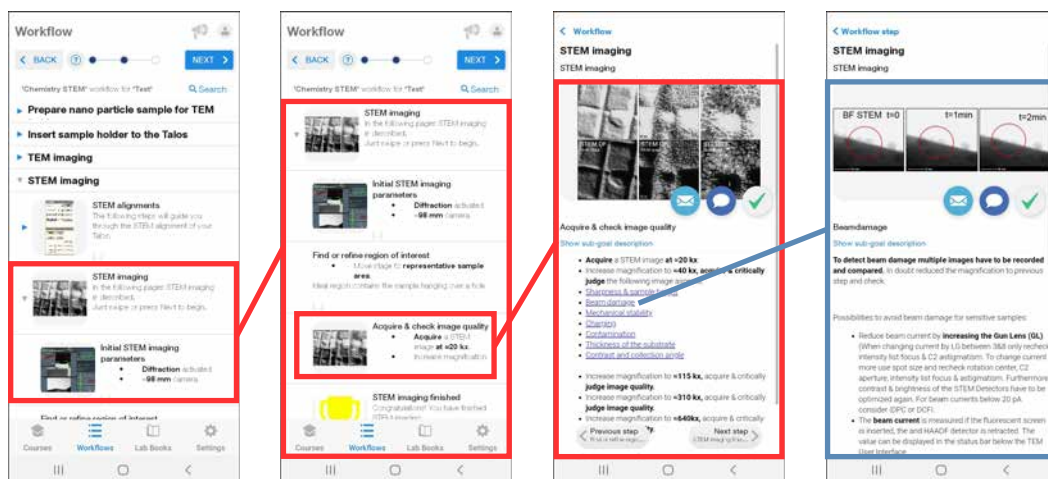 Workflow
BACK
NEXT
"Chemistry STEM" workflow for "Test"
Search
Prepare nano particle sample for TEM
Insert sample holder to the Talos
TEM imaging
STEM imaging
STEM alignments
The following steps will guide you
through the STEM alignment of your
Talos.
STEM imaging
In the following pages STEM imaging
is described.
Just swipe or press Next to begin.
Initial STEM imaging
parameters
Diffraction activated
~98 mm camera
Find or refine region of interest
Courses
Workflows
Lab Books
Settings
Workflow
BACK
NEXT
"Chemistry STEM" workflow for "Test"
Search
STEM imaging
In the following pages STEM imaging
is described.
Just swipe or press Next to begin.
Initial STEM imaging
parameters
Diffraction activated
~98 mm camera
Find or refine region of interest
Move stage to representative sample
area.
Ideal region contains the sample hanging over a hole
Acquire & check image quality
Acquire a STEM
image at ≈20 kx
Increase magnification
STEM imaging finished
Congratulations! You have finished
STEM imaging
Courses
Workflows
Lab Books
Settings
Workflow
STEM imaging
STEM imaging
Acquire & check image quality
Show sub-goal description
Acquire a STEM image at ≈20 kx
Increase magnification to ≈40 kx, acquire & critically
judge the following image
Sharpness & sample
Beam damage
Mechanical stability
Charging
Contamination
Thickness of the substrate
Contrast and collection angle
Increase magnification to ≈115 kx, acquire & critically
judge image quality.
Increase magnification to ≈310 kx, acquire & critically
judge image quality.
Increase magnification to ≈640kx, acquire & critically
Previous step
Next step
Workflow step
STEM imaging
STEM imaging
BF STEM t=0
t=1min
t=2min
Beamdamage
Show sub-goal description
To detect beam damage multiple images have to be recorded
and compared. In doubt reduced the magnification to previous
step and check.
Possibilities to avoid beam damage for sensitive samples:
Reduce beam current by increasing the Gun Lens (GL)
(When changing current by LG between 3&8 only recheck
intensity list focus & C2 astigmatism. To change current
more use spot size and recheck rotation center, C2
aperture, intensity list focus & astigmatism. Furthermore
contrast & brightness of the STEM Detectors have to be
optimized again. For beam currents below 20 pA
consider iDPC or DCFI.
The beam current is measured if the fluorescent screen
is inserted, the and HAADF detector is retracted. The
value can be displayed in the status bar below the TEM
User Interface